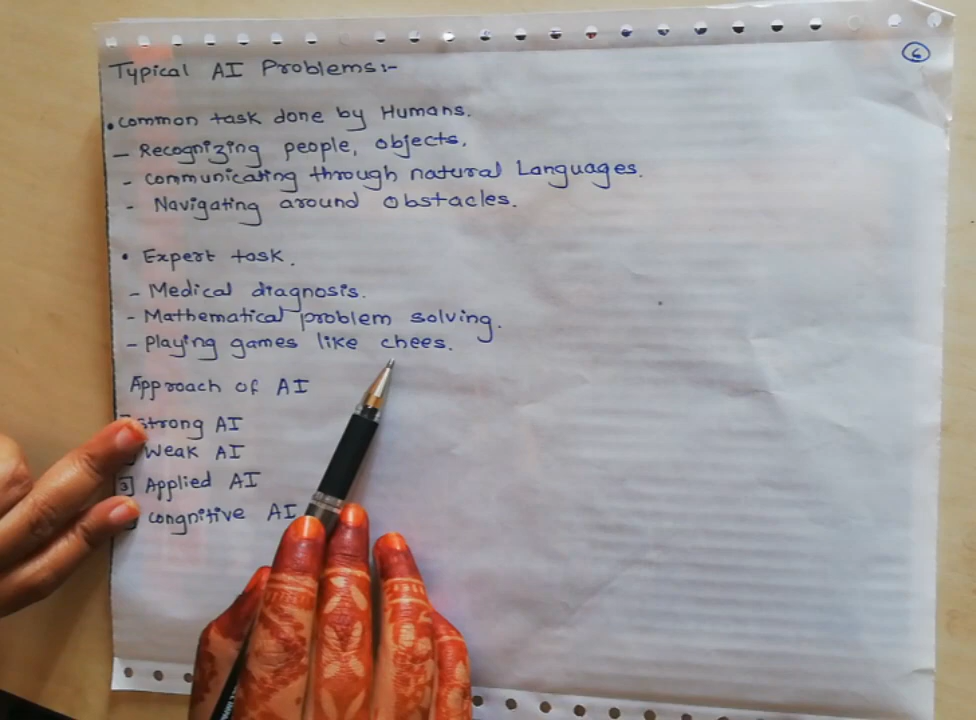 6
Typical AI Problems:-
• common task done by Humans.
- Recognizing people, objects.
- communicating through natural Languages.
- Navigating around obstacles.
• Expert task.
- Medical diagnosis.
- Mathematical problem solving.
- playing games like chees.
Approach of AI
strong AI
Weak AI
3] Applied AI
congnitive AI